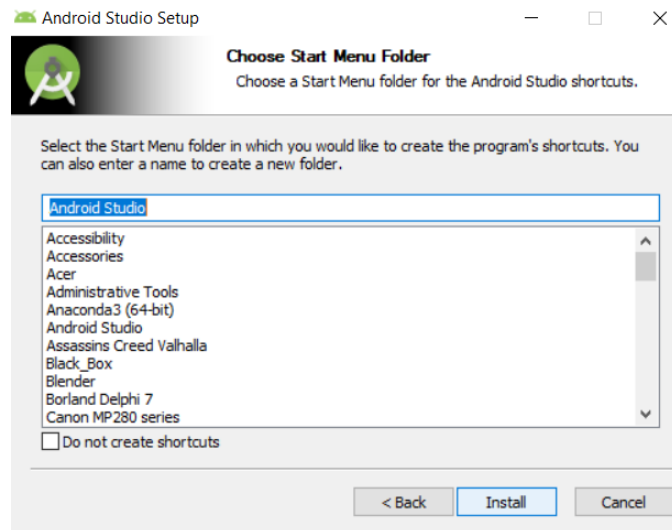 Android Studio Setup
Choose Start Menu Folder
Choose a Start Menu folder for the Android Studio shortcuts.
Select the Start Menu folder in which you would like to create the program's shortcuts. You
can also enter a name to create a new folder.
Android Studio
Accessibility
Accessories
Acer
Administrative Tools
Anaconda3 (64-bit)
Android Studio
Assassins Creed Valhalla
Black_Box
Blender
Borland Delphi 7
Canon MP280 series
Do not create shortcuts
< Back
Install
Cancel